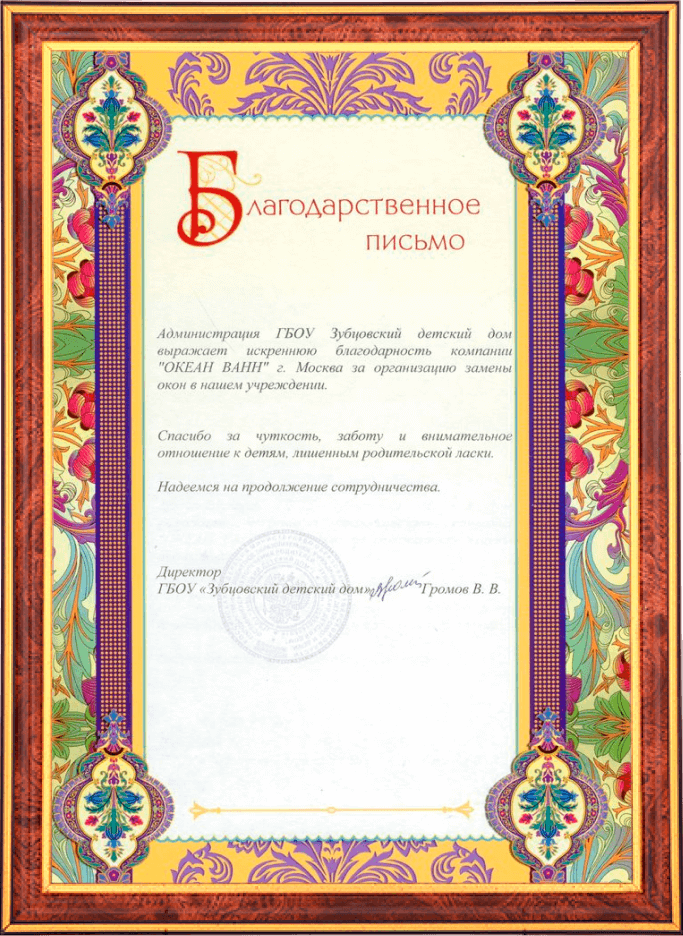 Благодарственное
письмо
Администрация ГБОУ Зубцовский детский дом
выражает искреннюю благодарность компании
"ОКЕАН ВАНН" г. Москва за организацию замены
окон в нашем учреждении.
Спасибо за чуткость, заботу и внимательное
отношение к детям, лишенным родительской ласки.
Надеемся на продолжение сотрудничества.
Директор
ГБОУ «Зубцовский детский дом» Громов В. В.